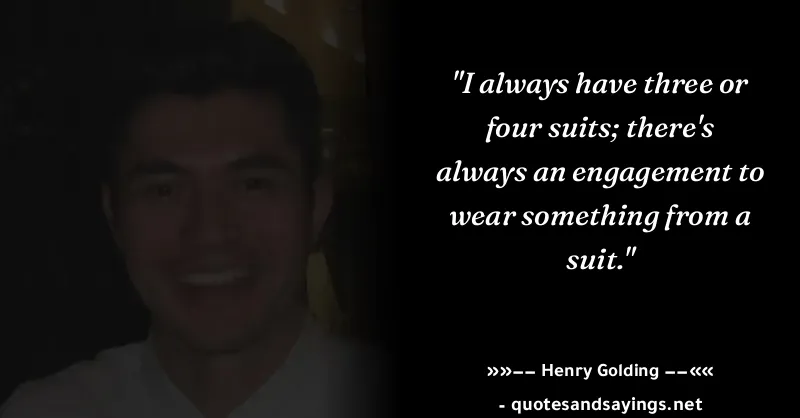 "I always have three or
four suits; there's
always an engagement to
wear something from a
suit."
»»−− Henry Golding −−««
- quotesandsayings.net